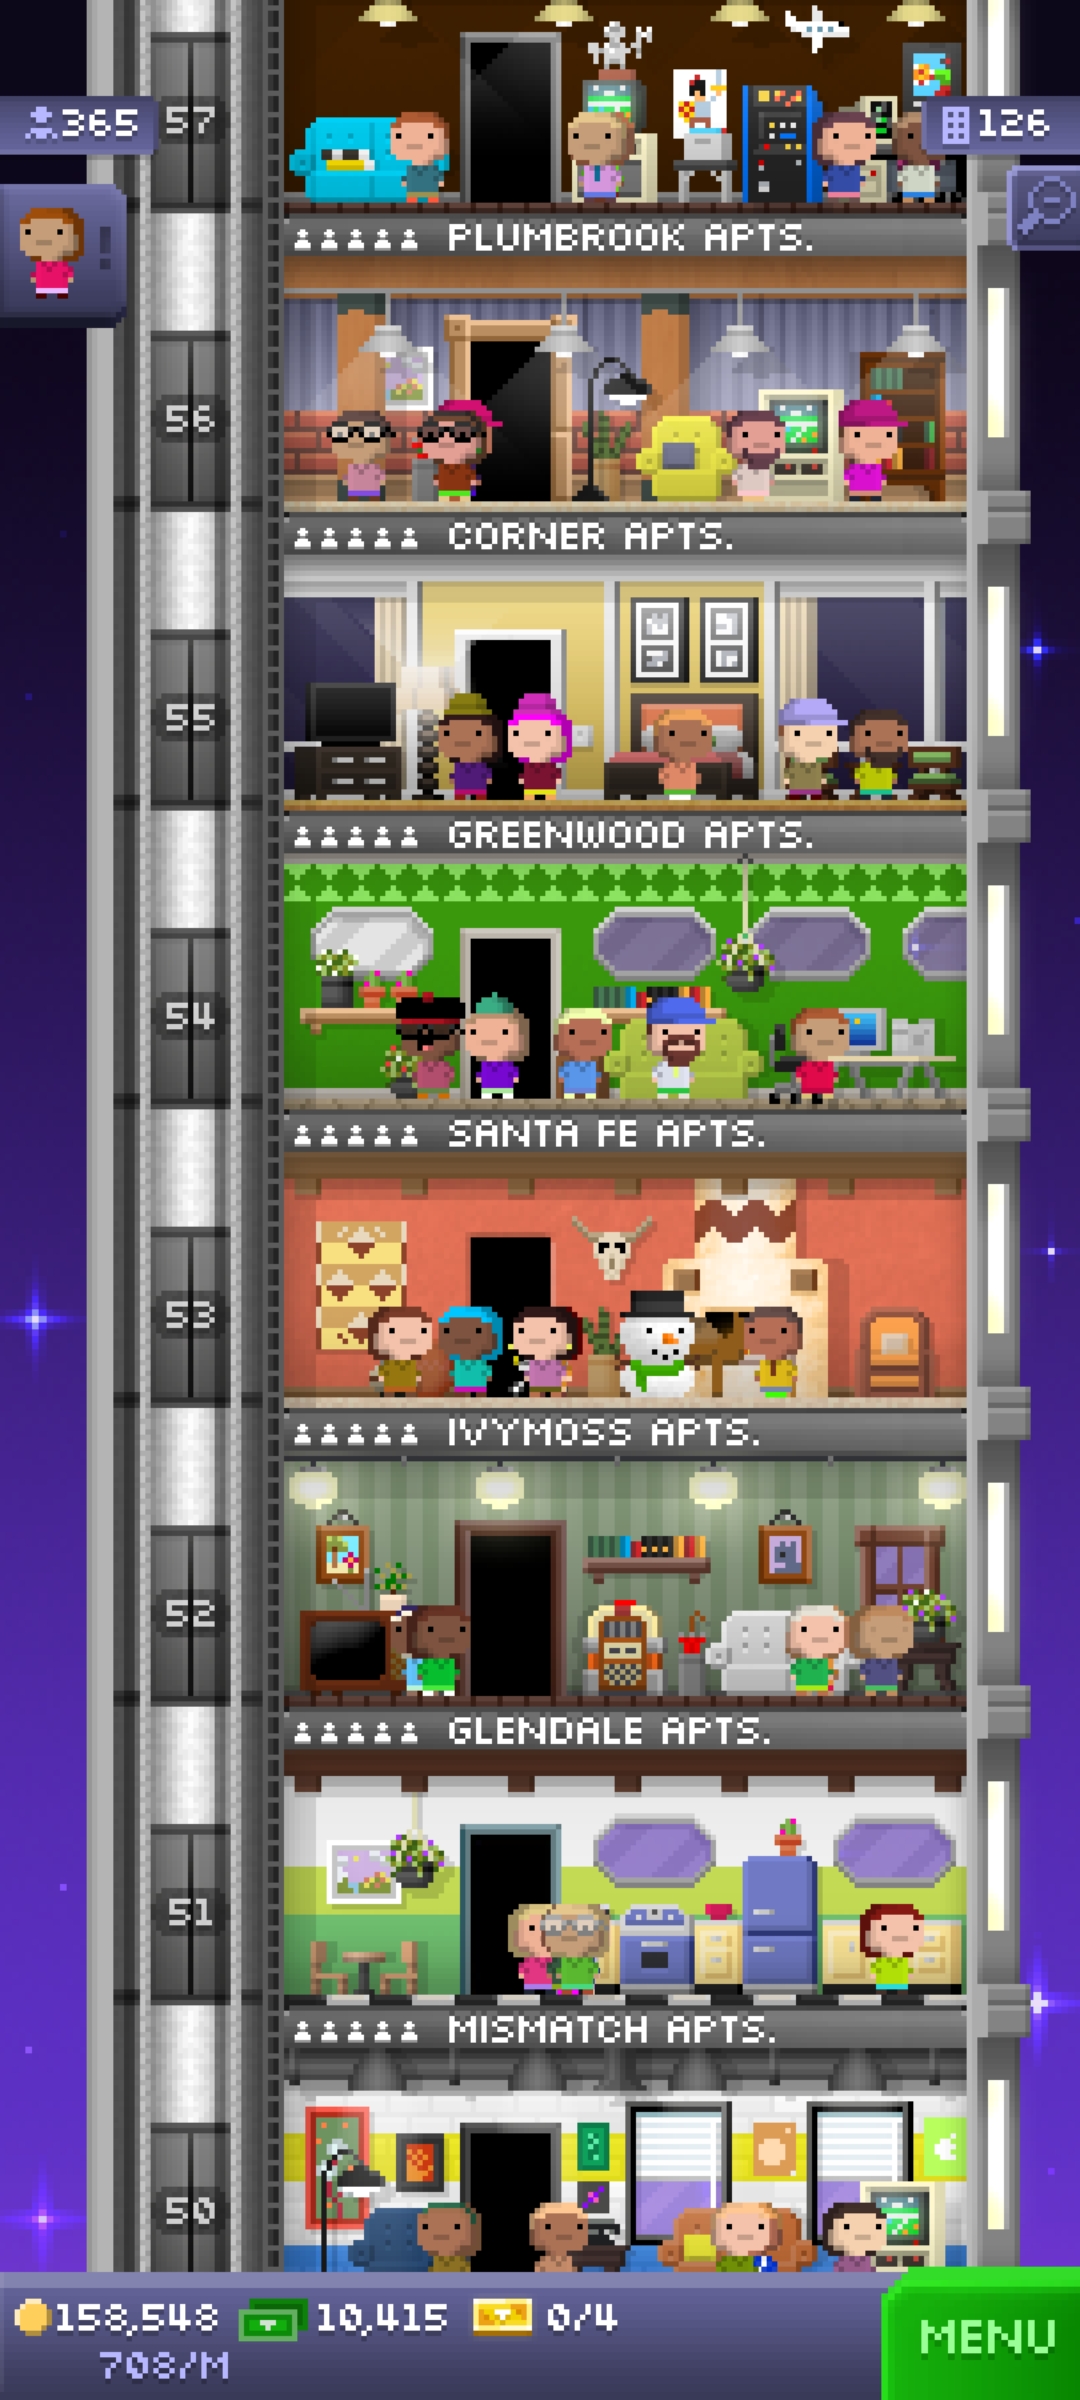 57
365
126
!
PLUMBROOK APTS.
56
CORNER APTS.
55
GREENWOOD APTS.
54
SANTA FE APTS.
53
IVYMOSS APTS.
52
GLENDALE APTS.
51
MISMATCH APTS.
50
158,548 10,415 0/4
708/M
MENU